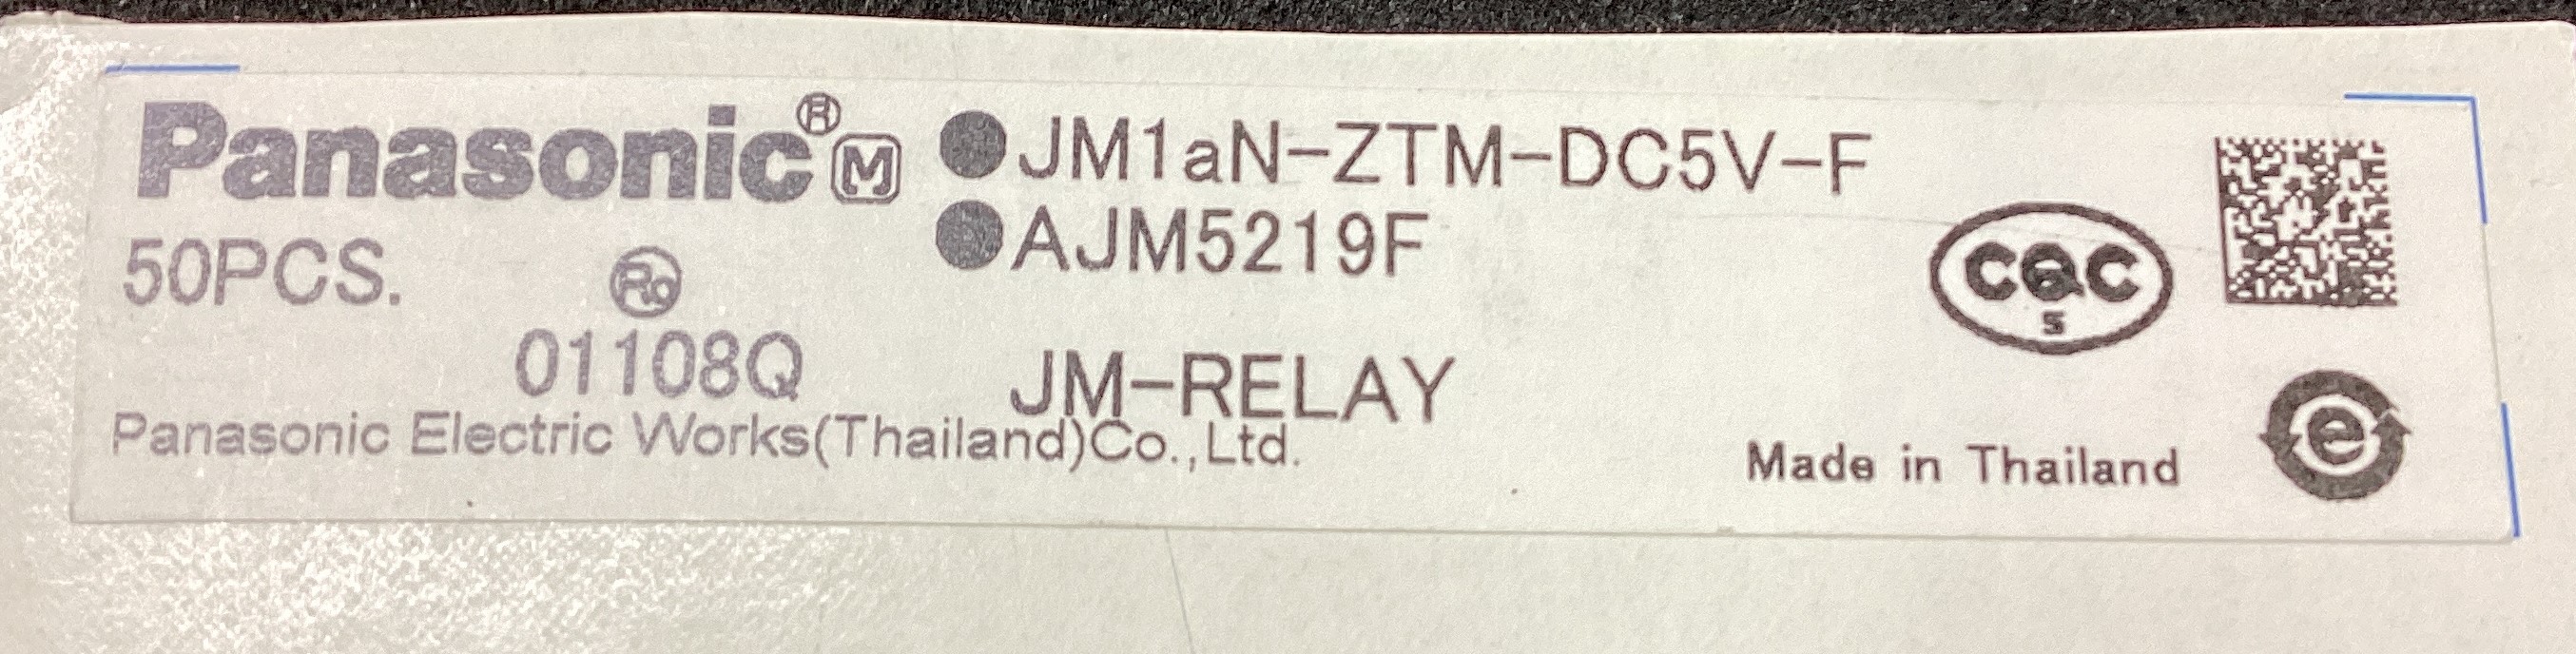 Panasonic® M ●JM1aN-ZTM-DC5V-F
●AJM5219F
50PCS.
CQC
S
01108Q
JM-RELAY
Panasonic Electric Works(Thailand)Co.,Ltd.
Made in Thailand
e